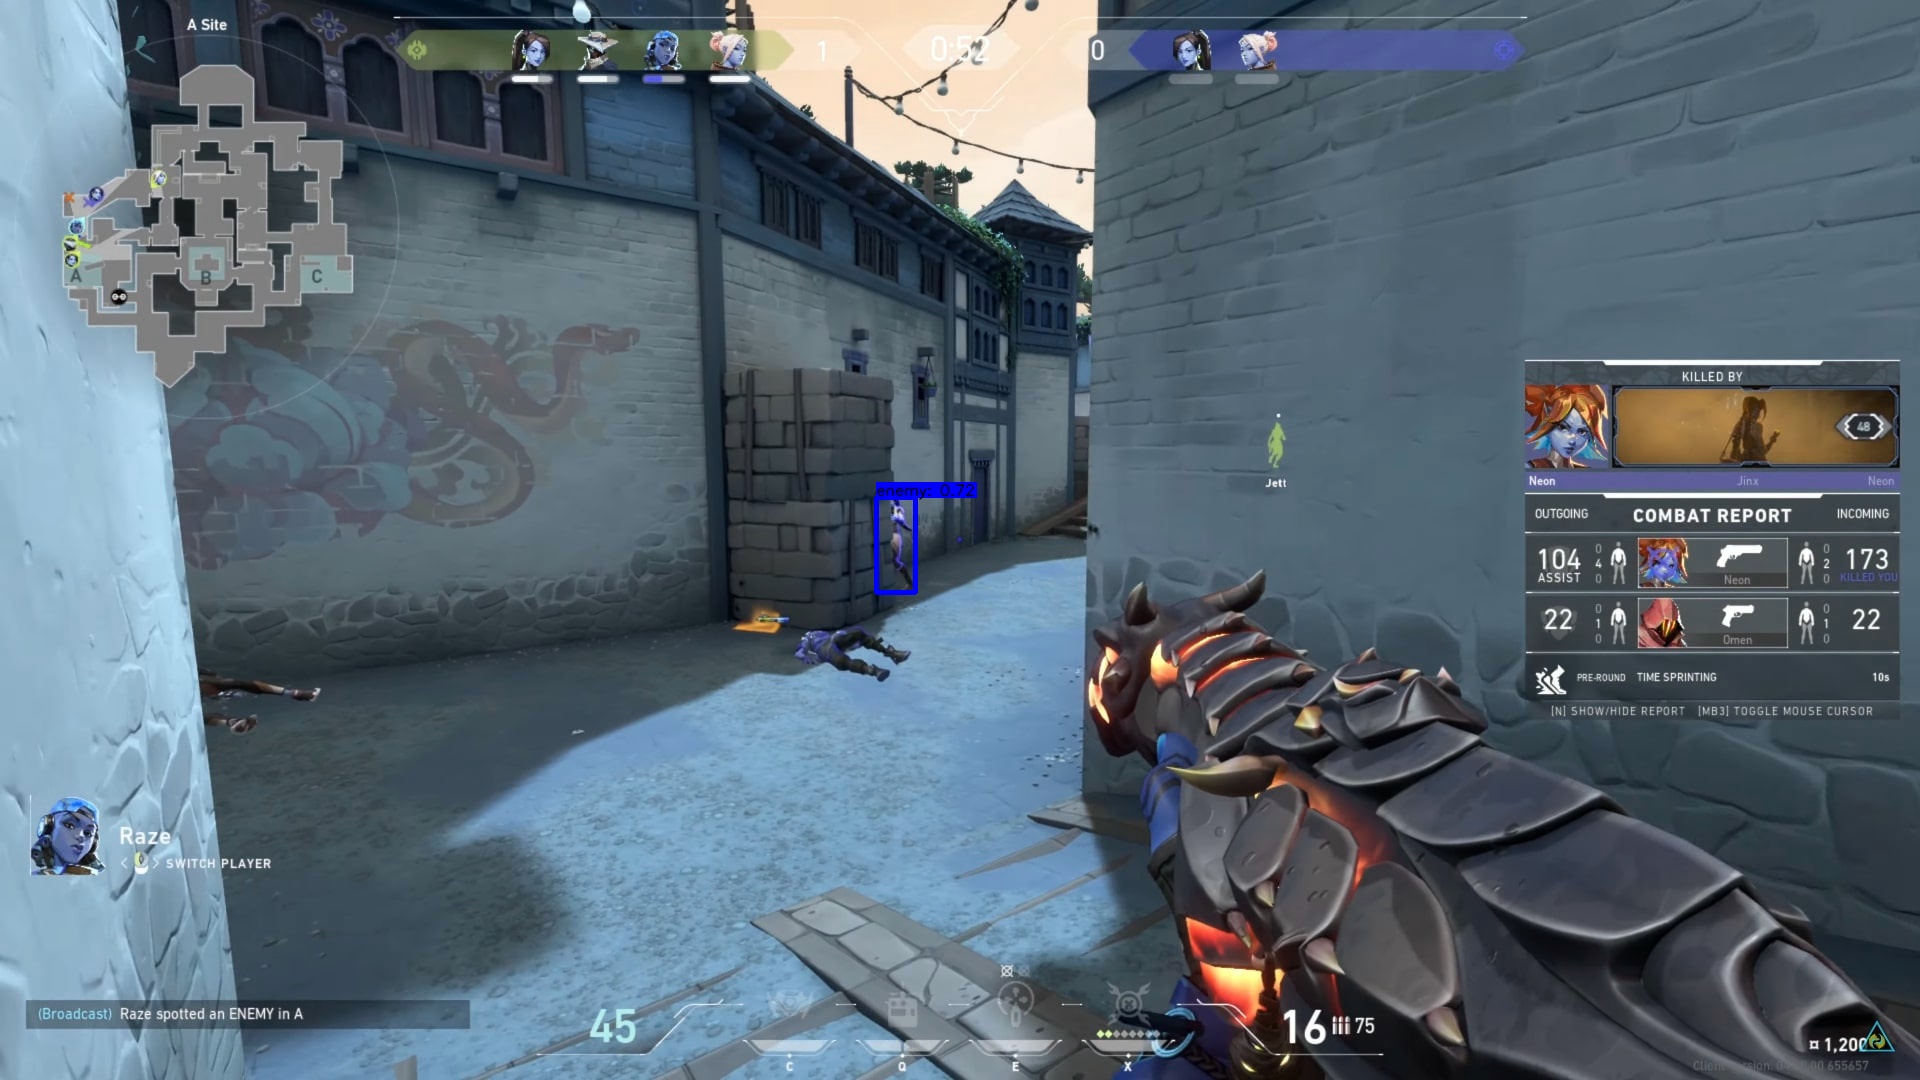 A Site
1
0:52
0
A
B
C
KILLED BY
48
Neon
Jinx
Neon
OUTGOING
COMBAT REPORT
INCOMING
104
ASSIST
0
4
0
Neon
0
2
0
173
KILLED YOU
22
0
1
0
Omen
0
1
0
22
PRE-ROUND TIME SPRINTING 10s
[N] SHOW/HIDE REPORT [MB3] TOGGLE MOUSE CURSOR
Jett
enemy: 0.72
Raze
< > SWITCH PLAYER
(Broadcast) Raze spotted an ENEMY in A
45
C
Q
E
X
16 75
¤ 1,200